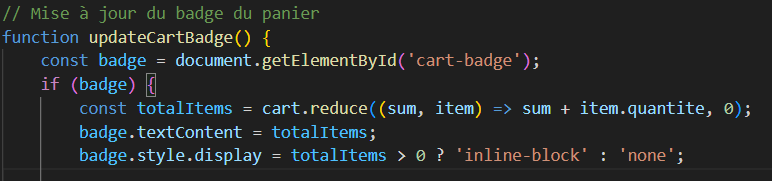 // Mise à jour du badge du panier
function updateCartBadge() {
    const badge = document.getElementById('cart-badge');
    if (badge) {
        const totalItems = cart.reduce((sum, item) => sum + item.quantite, 0);
        badge.textContent = totalItems;
        badge.style.display = totalItems > 0 ? 'inline-block' : 'none';